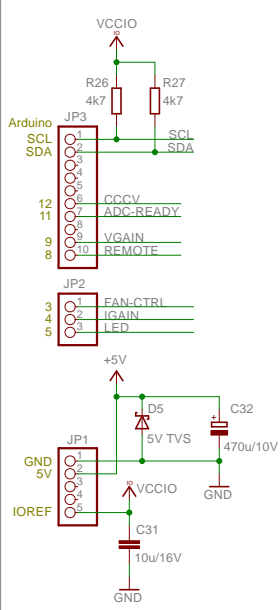 VCCIO
R26 R27
4k7 4k7
JP3
Arduino
SCL 1 SCL
SDA 2 SDA
3
4
5
12 6 CCCV
11 7 ADC-READY
8
9 9 VGAIN
8 10 REMOTE
JP2
3 1 FAN-CTRL
4 2 IGAIN
5 3 LED
+5V
D5 C32
+
5V TVS 470u/10V
JP1
GND 1
5V 2
3
4
IOREF 5
GND
VCCIO
C31
10u/16V
GND